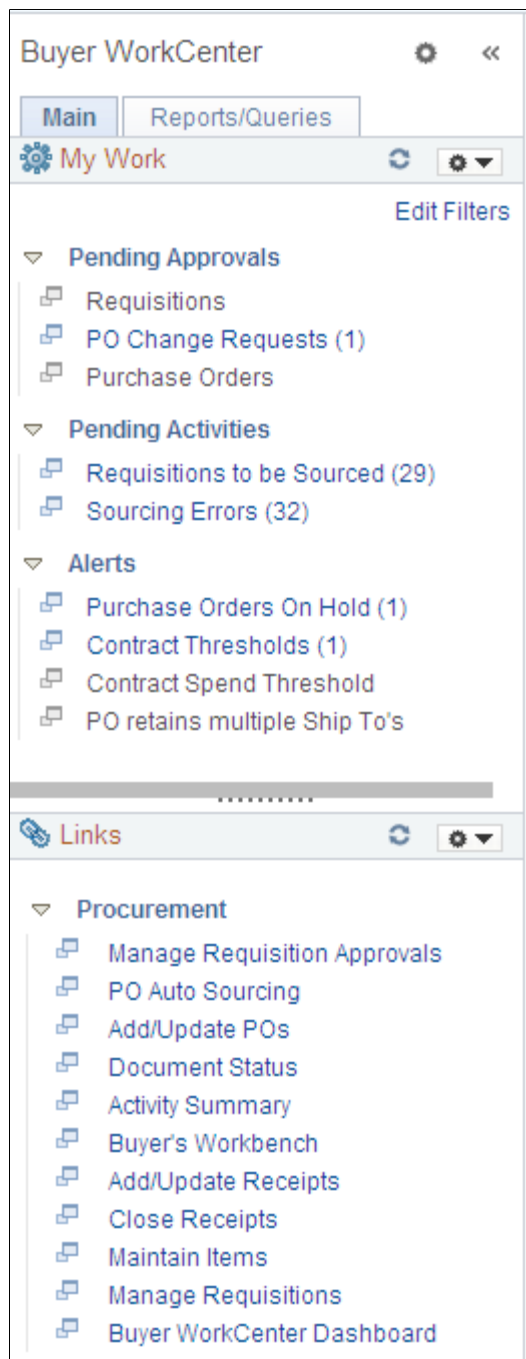 Buyer WorkCenter
Main Reports/Queries
My Work
Edit Filters
Pending Approvals
Requisitions
PO Change Requests (1)
Purchase Orders
Pending Activities
Requisitions to be Sourced (29)
Sourcing Errors (32)
Alerts
Purchase Orders On Hold (1)
Contract Thresholds (1)
Contract Spend Threshold
PO retains multiple Ship To's
Links
Procurement
Manage Requisition Approvals
PO Auto Sourcing
Add/Update POs
Document Status
Activity Summary
Buyer's Workbench
Add/Update Receipts
Close Receipts
Maintain Items
Manage Requisitions
Buyer WorkCenter Dashboard